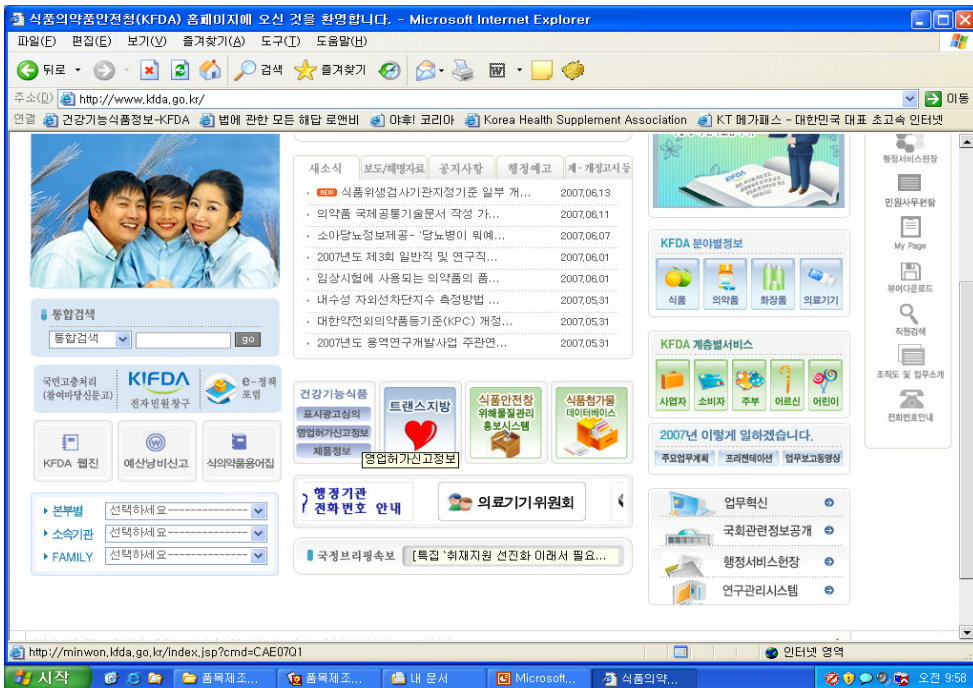 식품의약품안전청(KFDA) 홈페이지에 오신 것을 환영합니다. - Microsoft Internet Explorer
파일(F) 편집(E) 보기(V) 즐겨찾기(A) 도구(T) 도움말(H)
뒤로 검색 즐겨찾기
주소(D) http://www.kfda.go.kr/ 이동
연결 건강기능식품정보-KFDA 법에 관한 모든 해답 로앤비 야후! 코리아 Korea Health Supplement Association KT 메가패스 - 대한민국 대표 초고속 인터넷
새소식 보도/해명자료 공지사항 행정예고 제·개정고시등
NEW 식품위생검사기관지정기준 일부 개... 2007.06.13
의약품 국제공통기술문서 작성 가... 2007.06.11
소아당뇨정보제공- '당뇨병이 뭐예... 2007.06.07
2007년도 제3회 일반직 및 연구직... 2007.06.01
임상시험에 사용되는 의약품의 품... 2007.06.01
내수성 자외선차단지수 측정방법 ... 2007.05.31
대한약전외의약품등기준(KPC) 개정... 2007.05.31
2007년도 용역연구개발사업 주관연... 2007.05.31
통합검색
통합검색 go
국민고충처리
(참여마당신문고)
KIFDA
전자민원창구
e-정책
포럼
KFDA 웹진 예산낭비신고 식의약품용어집
본부별 선택하세요--------------
소속기관 선택하세요--------------
FAMILY 선택하세요--------------
건강기능식품
표시광고심의
영업허가신고정보
제품정보
트랜스지방
영업허가신고정보
식품안전창
위해물질관리
홍보시스템
식품첨가물
데이터베이스
행정기관
전화번호 안내
의료기기위원회
국정브리핑속보 [특집 '취재지원 선진화 이래서 필요...
KFDA
KFDA 분야별정보
식품 의약품 화장품 의료기기
KFDA 계층별서비스
사업자 소비자 주부 어르신 어린이
2007년 이렇게 일하겠습니다.
주요업무계획 프리젠테이션 업무보고동영상
업무혁신
국회관련정보공개
행정서비스헌장
연구관리시스템
행정서비스헌장
민원사무편람
My Page
뷰어다운로드
직원검색
조직도 및 업무소개
전화번호안내
http://minwon.kfda.go.kr/index.jsp?cmd=CAE07Q1 인터넷 영역
시작 품목제조... 품목제조... 내 문서 Microsoft... 식품의약... 오전 9:58